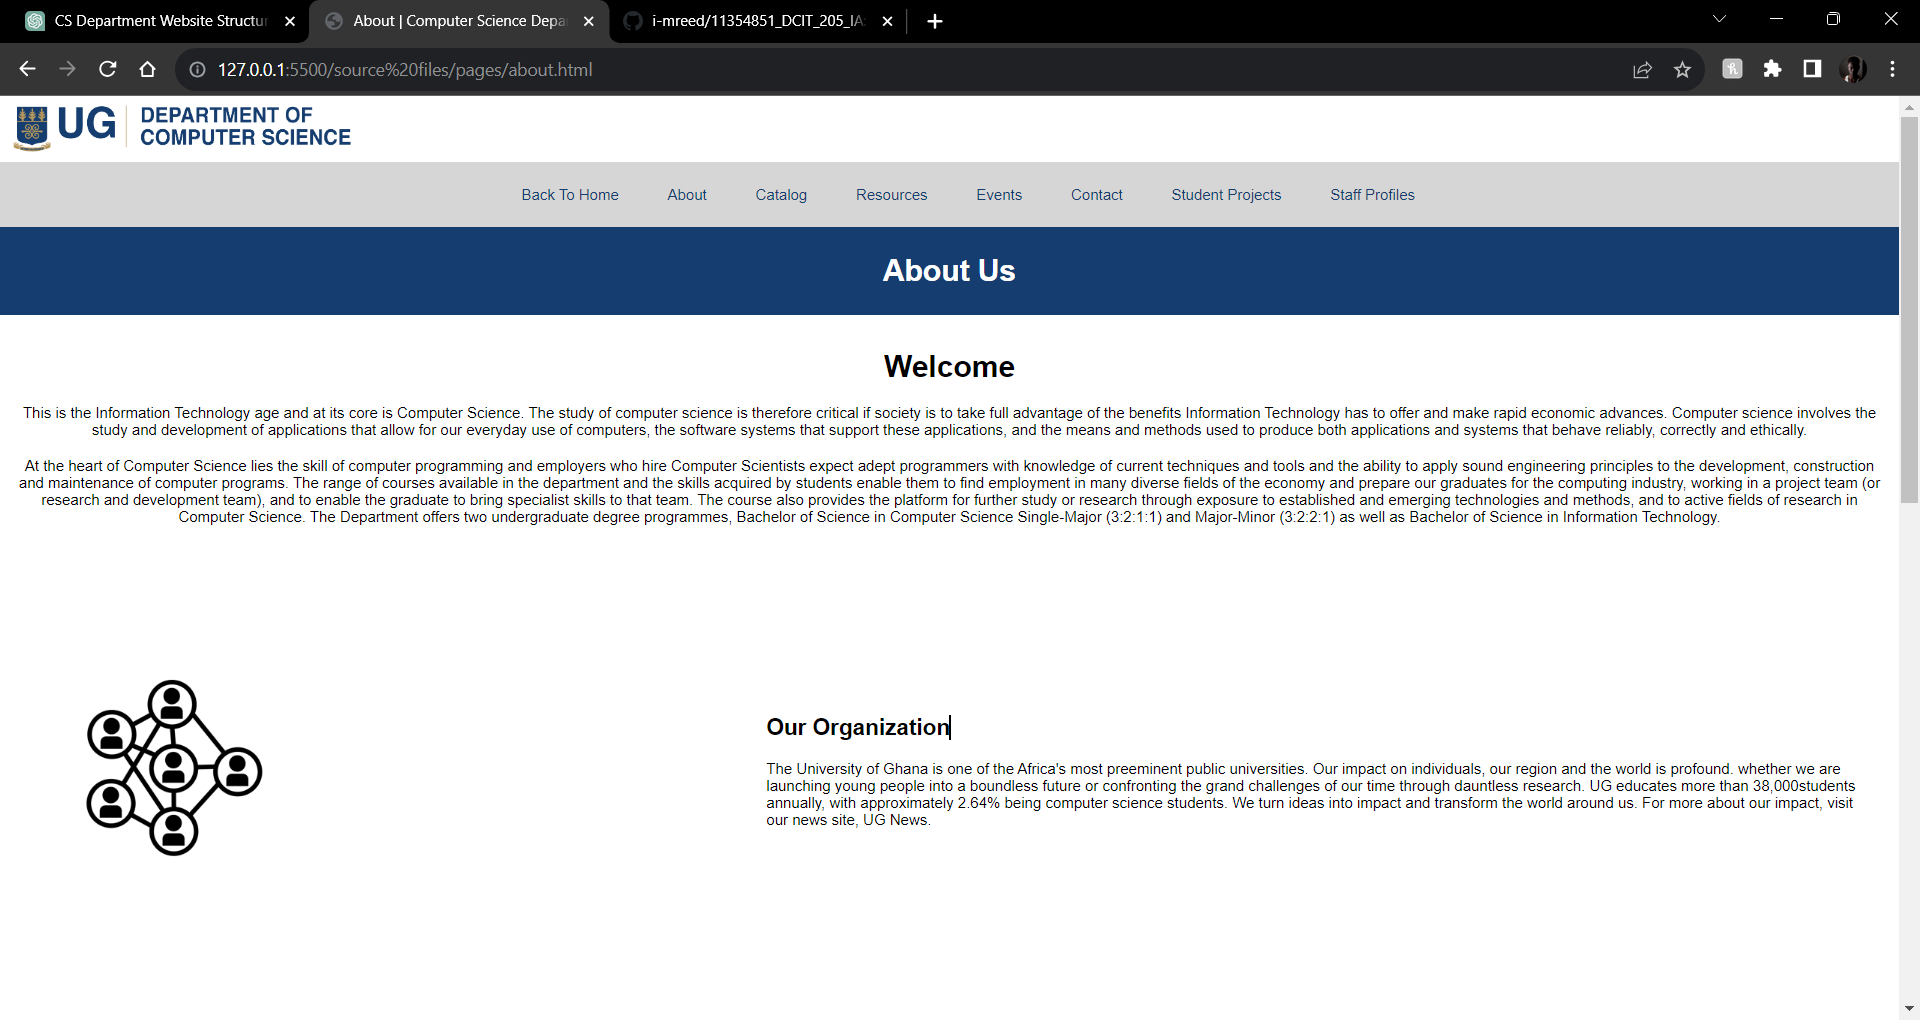 CS Department Website Structur
About | Computer Science Depa
i-mreed/11354851_DCIT_205_IA
127.0.0.1:5500/source%20files/pages/about.html
UG
DEPARTMENT OF
COMPUTER SCIENCE
Back To Home About Catalog Resources Events Contact Student Projects Staff Profiles
About Us
Welcome
This is the Information Technology age and at its core is Computer Science. The study of computer science is therefore critical if society is to take full advantage of the benefits Information Technology has to offer and make rapid economic advances. Computer science involves the
study and development of applications that allow for our everyday use of computers, the software systems that support these applications, and the means and methods used to produce both applications and systems that behave reliably, correctly and ethically.
At the heart of Computer Science lies the skill of computer programming and employers who hire Computer Scientists expect adept programmers with knowledge of current techniques and tools and the ability to apply sound engineering principles to the development, construction
and maintenance of computer programs. The range of courses available in the department and the skills acquired by students enable them to find employment in many diverse fields of the economy and prepare our graduates for the computing industry, working in a project team (or
research and development team), and to enable the graduate to bring specialist skills to that team. The course also provides the platform for further study or research through exposure to established and emerging technologies and methods, and to active fields of research in
Computer Science. The Department offers two undergraduate degree programmes, Bachelor of Science in Computer Science Single-Major (3:2:1:1) and Major-Minor (3:2:2:1) as well as Bachelor of Science in Information Technology.
Our Organization
The University of Ghana is one of the Africa's most preeminent public universities. Our impact on individuals, our region and the world is profound. whether we are
launching young people into a boundless future or confronting the grand challenges of our time through dauntless research. UG educates more than 38,000students
annually, with approximately 2.64% being computer science students. We turn ideas into impact and transform the world around us. For more about our impact, visit
our news site, UG News.